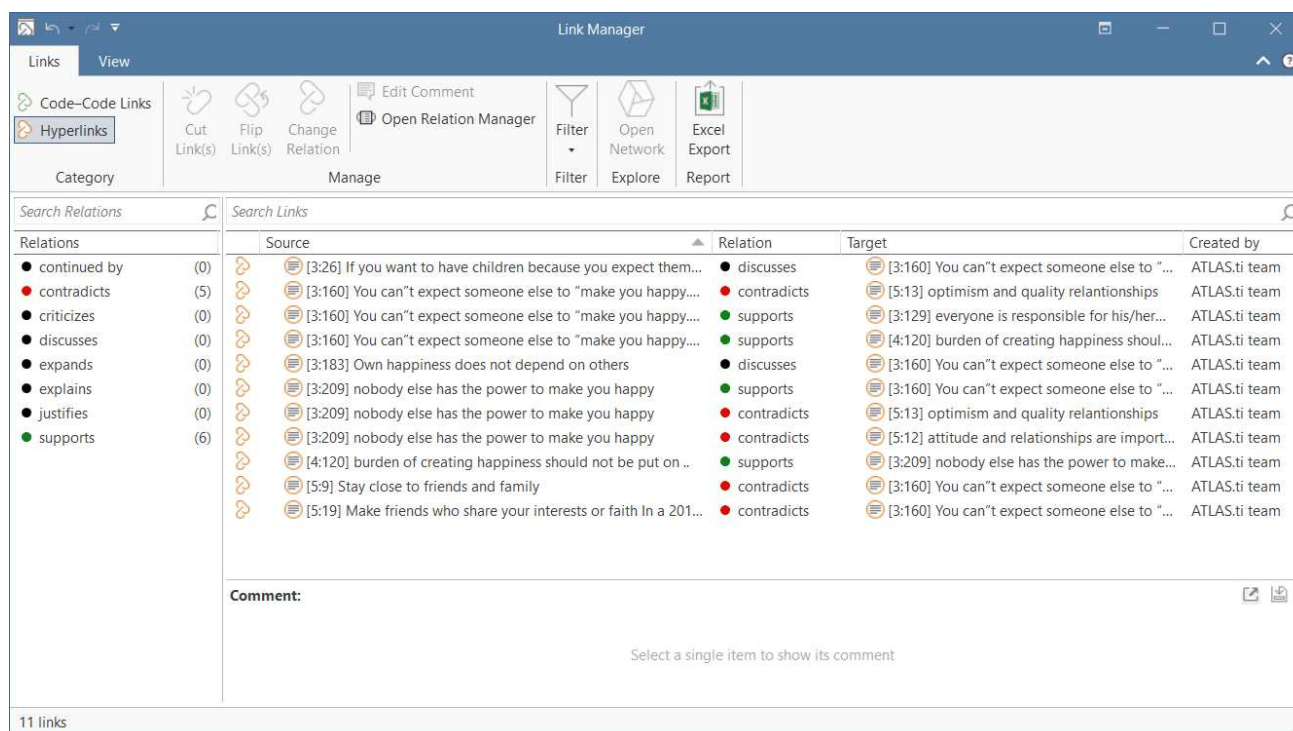 Link Manager
Links View
Code–Code Links
Hyperlinks
Category
Cut Link(s)
Flip Link(s)
Change Relation
Edit Comment
Open Relation Manager
Manage
Filter
Filter
Open Network
Explore
Excel Export
Report
Search Relations
Search Links
Relations
continued by (0)
contradicts (5)
criticizes (0)
discusses (0)
expands (0)
explains (0)
justifies (0)
supports (6)
Source Relation Target Created by
[3:26] If you want to have children because you expect them... discusses [3:160] You can"t expect someone else to "... ATLAS.ti team
[3:160] You can"t expect someone else to "make you happy.... contradicts [5:13] optimism and quality relantionships ATLAS.ti team
[3:160] You can"t expect someone else to "make you happy.... supports [3:129] everyone is responsible for his/her... ATLAS.ti team
[3:160] You can"t expect someone else to "make you happy.... supports [4:120] burden of creating happiness shoul... ATLAS.ti team
[3:183] Own happiness does not depend on others discusses [3:160] You can"t expect someone else to "... ATLAS.ti team
[3:209] nobody else has the power to make you happy supports [3:160] You can"t expect someone else to "... ATLAS.ti team
[3:209] nobody else has the power to make you happy contradicts [5:13] optimism and quality relantionships ATLAS.ti team
[3:209] nobody else has the power to make you happy contradicts [5:12] attitude and relationships are import... ATLAS.ti team
[4:120] burden of creating happiness should not be put on .. supports [3:209] nobody else has the power to make... ATLAS.ti team
[5:9] Stay close to friends and family contradicts [3:160] You can"t expect someone else to "... ATLAS.ti team
[5:19] Make friends who share your interests or faith In a 201... contradicts [3:160] You can"t expect someone else to "... ATLAS.ti team
Comment:
Select a single item to show its comment
11 links